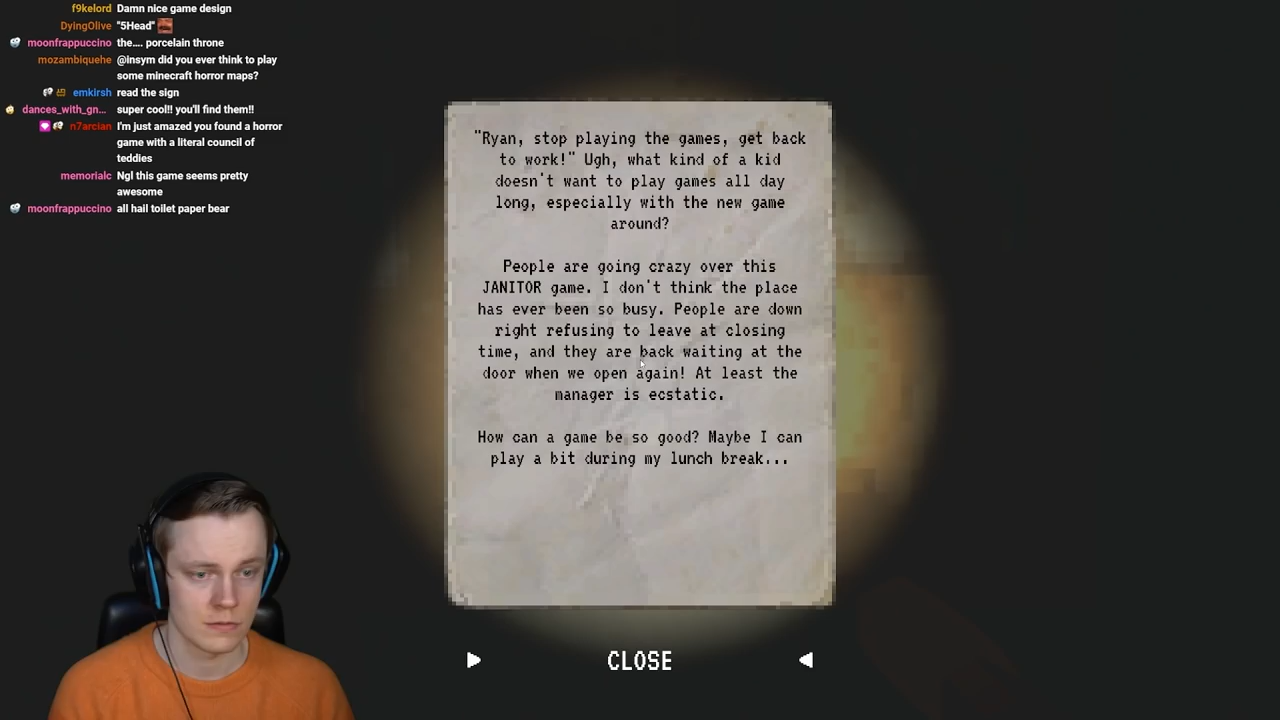 f9kelord Damn nice game design
DyingOlive "5Head"
moonfrappuccino the.... porcelain throne
mozambiquehe @insym did you ever think to play
some minecraft horror maps?
emkirsh read the sign
dances_with_gn... super cool!! you'll find them!!
n7arcian I'm just amazed you found a horror
game with a literal council of
teddies
memorialc Ngl this game seems pretty
awesome
moonfrappuccino all hail toilet paper bear
"Ryan, stop playing the games, get back
to work!" Ugh, what kind of a kid
doesn't want to play games all day
long, especially with the new game
around?
People are going crazy over this
JANITOR game. I don't think the place
has ever been so busy. People are down
right refusing to leave at closing
time, and they are back waiting at the
door when we open again! At least the
manager is ecstatic.
How can a game be so good? Maybe I can
play a bit during my lunch break...
CLOSE